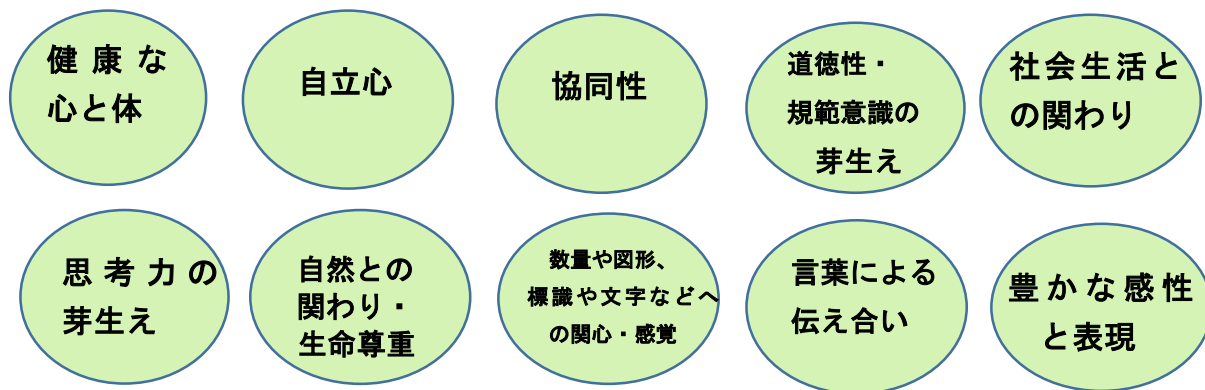 健康な
心と体
自立心
協同性
道徳性・
規範意識の
芽生え
社会生活と
の関わり
思考力の
芽生え
自然との
関わり・
生命尊重
数量や図形、
標識や文字などへ
の関心・感覚
言葉による
伝え合い
豊かな感性
と表現